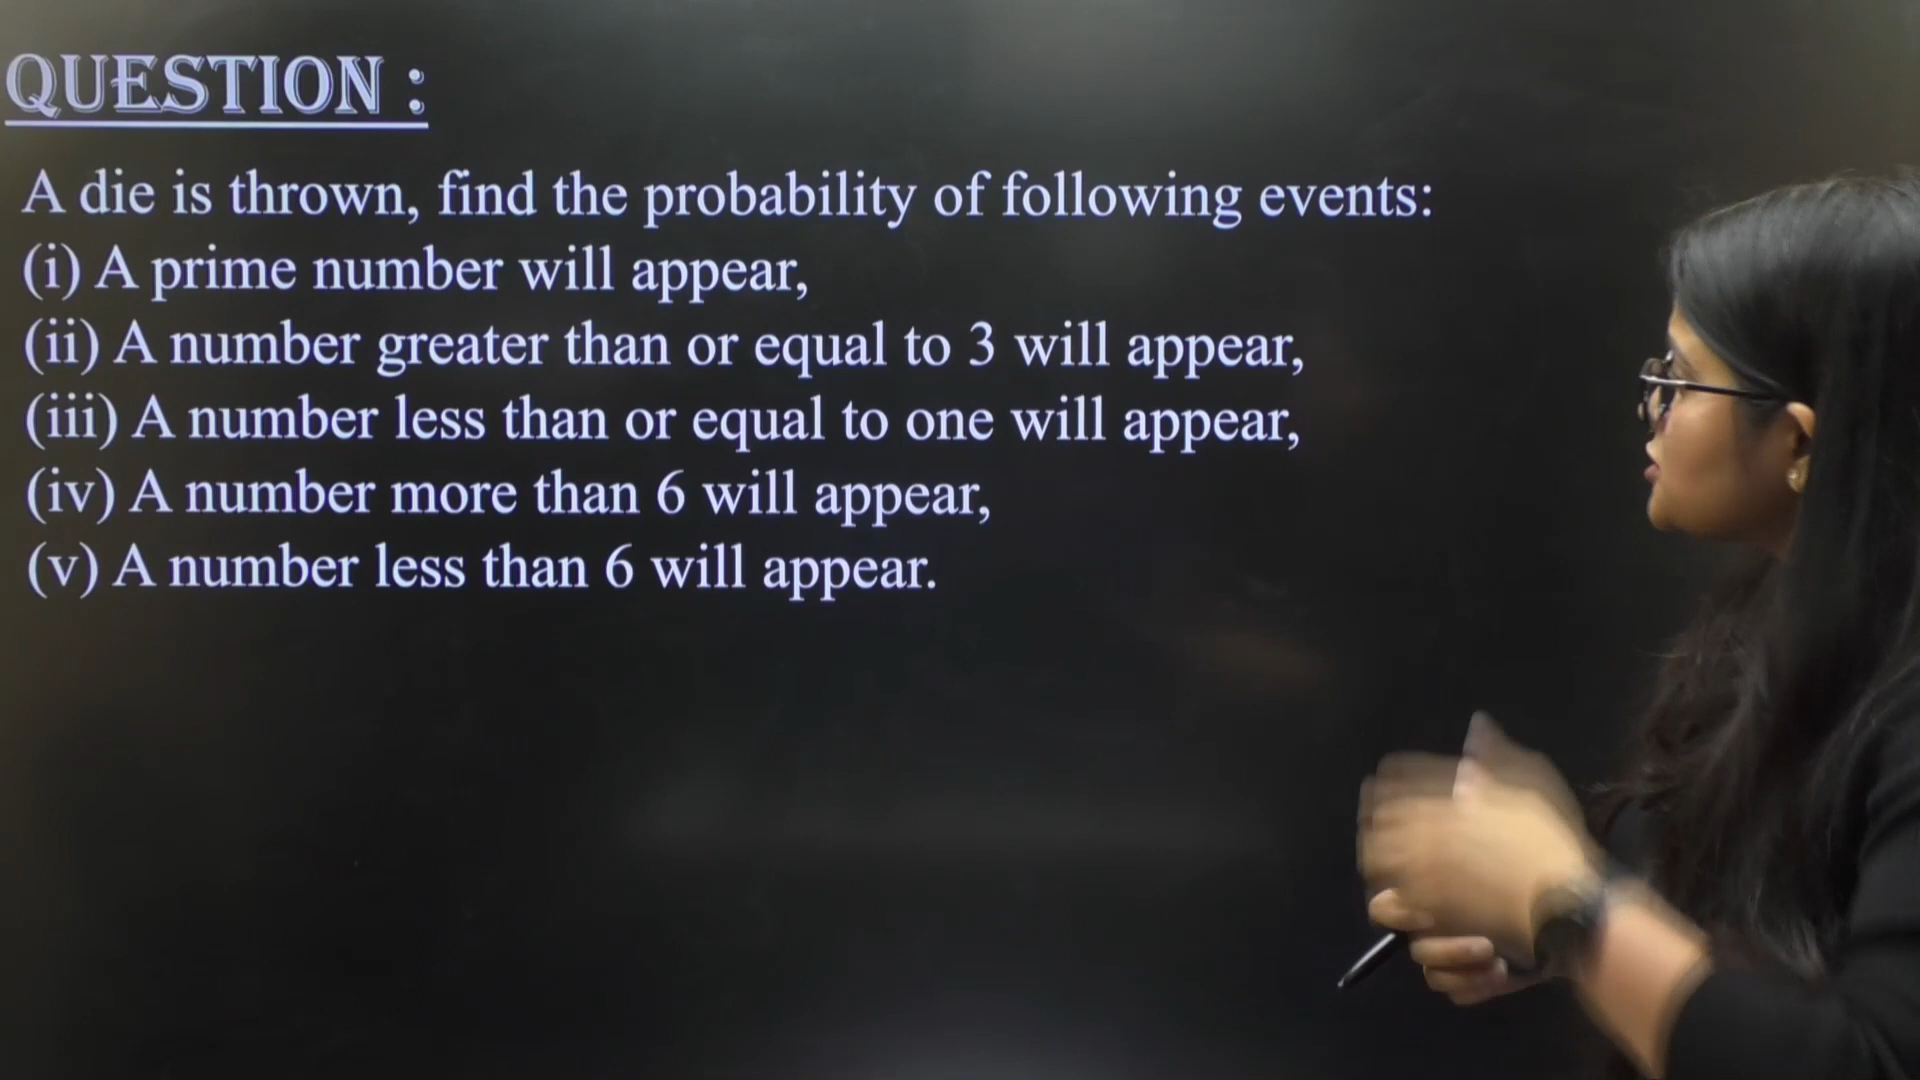 QUESTION :
A die is thrown, find the probability of following events:
(i) A prime number will appear,
(ii) A number greater than or equal to 3 will appear,
(iii) A number less than or equal to one will appear,
(iv) A number more than 6 will appear,
(v) A number less than 6 will appear.